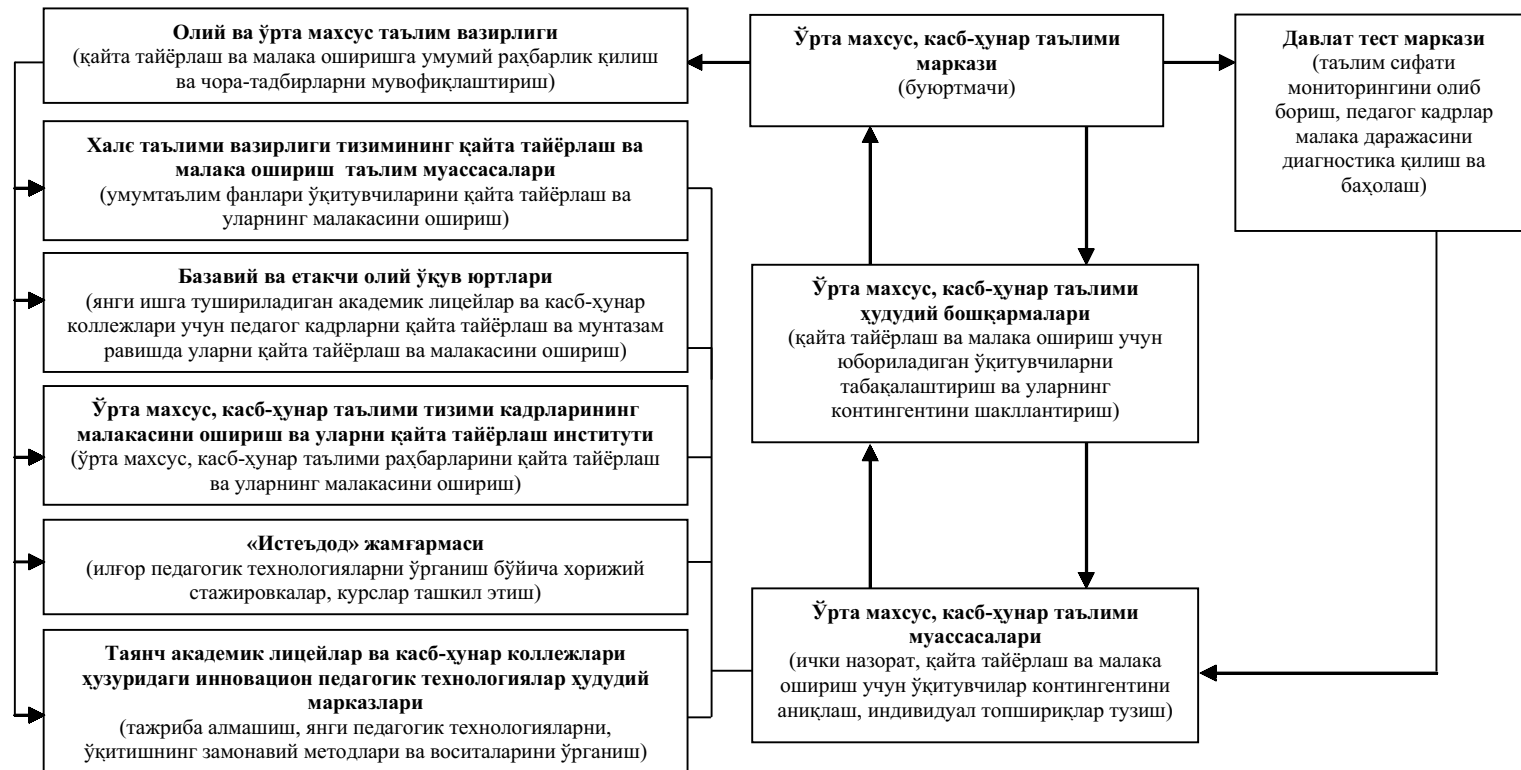 Олий ва ўрта махсус таълим вазирлиги
(қайта тайёрлаш ва малака оширишга умумий раҳбарлик қилиш
ва чора-тадбирларни мувофиқлаштириш)
Халє таълими вазирлиги тизимининг қайта тайёрлаш ва
малака ошириш таълим муассасалари
(умумтаълим фанлари ўқитувчиларини қайта тайёрлаш ва
уларнинг малакасини ошириш)
Базавий ва етакчи олий ўқув юртлари
(янги ишга тушириладиган академик лицейлар ва касб-ҳунар
коллежлари учун педагог кадрларни қайта тайёрлаш ва мунтазам
равишда уларни қайта тайёрлаш ва малакасини ошириш)
Ўрта махсус, касб-ҳунар таълими тизими кадрларининг
малакасини ошириш ва уларни қайта тайёрлаш институти
(ўрта махсус, касб-ҳунар таълими раҳбарларини қайта тайёрлаш
ва уларнинг малакасини ошириш)
«Истеъдод» жамғармаси
(илғор педагогик технологияларни ўрганиш бўйича хорижий
стажировкалар, курслар ташкил этиш)
Таянч академик лицейлар ва касб-ҳунар коллежлари
ҳузуридаги инновацион педагогик технологиялар ҳудудий
марказлари
(тажриба алмашиш, янги педагогик технологияларни,
ўқитишнинг замонавий методлари ва воситаларини ўрганиш)
Ўрта махсус, касб-ҳунар таълими
маркази
(буюртмачи)
Ўрта махсус, касб-ҳунар таълими
ҳудудий бошқармалари
(қайта тайёрлаш ва малака ошириш учун
юбориладиган ўқитувчиларни
табақалаштириш ва уларнинг
контингентини шакллантириш)
Ўрта махсус, касб-ҳунар таълими
муассасалари
(ички назорат, қайта тайёрлаш ва малака
ошириш учун ўқитувчилар контингентини
аниқлаш, индивидуал топшириқлар тузиш)
Давлат тест маркази
(таълим сифати
мониторингини олиб
бориш, педагог кадрлар
малака даражасини
диагностика қилиш ва
баҳолаш)